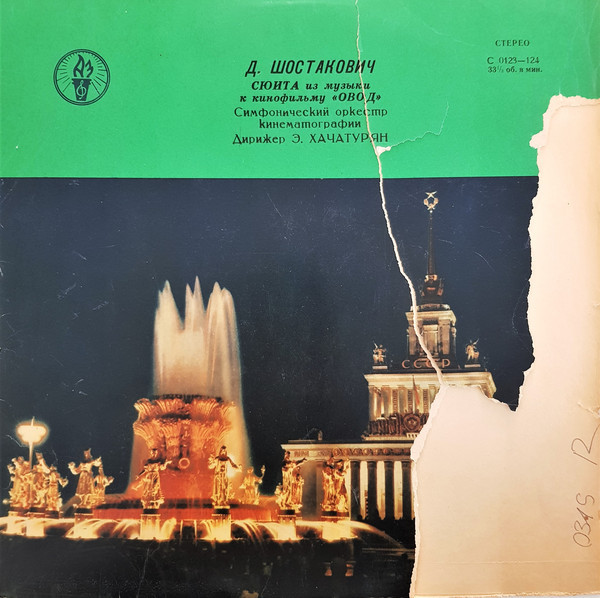 СТЕРЕО
С 0123—124
33⅓ об. в мин.
Д. ШОСТАКОВИЧ
СЮИТА из музыки
к кинофильму «ОВОД»
Симфонический оркестр
кинематографии
Дирижер Э. ХАЧАТУРЯН
АЗ
СССР